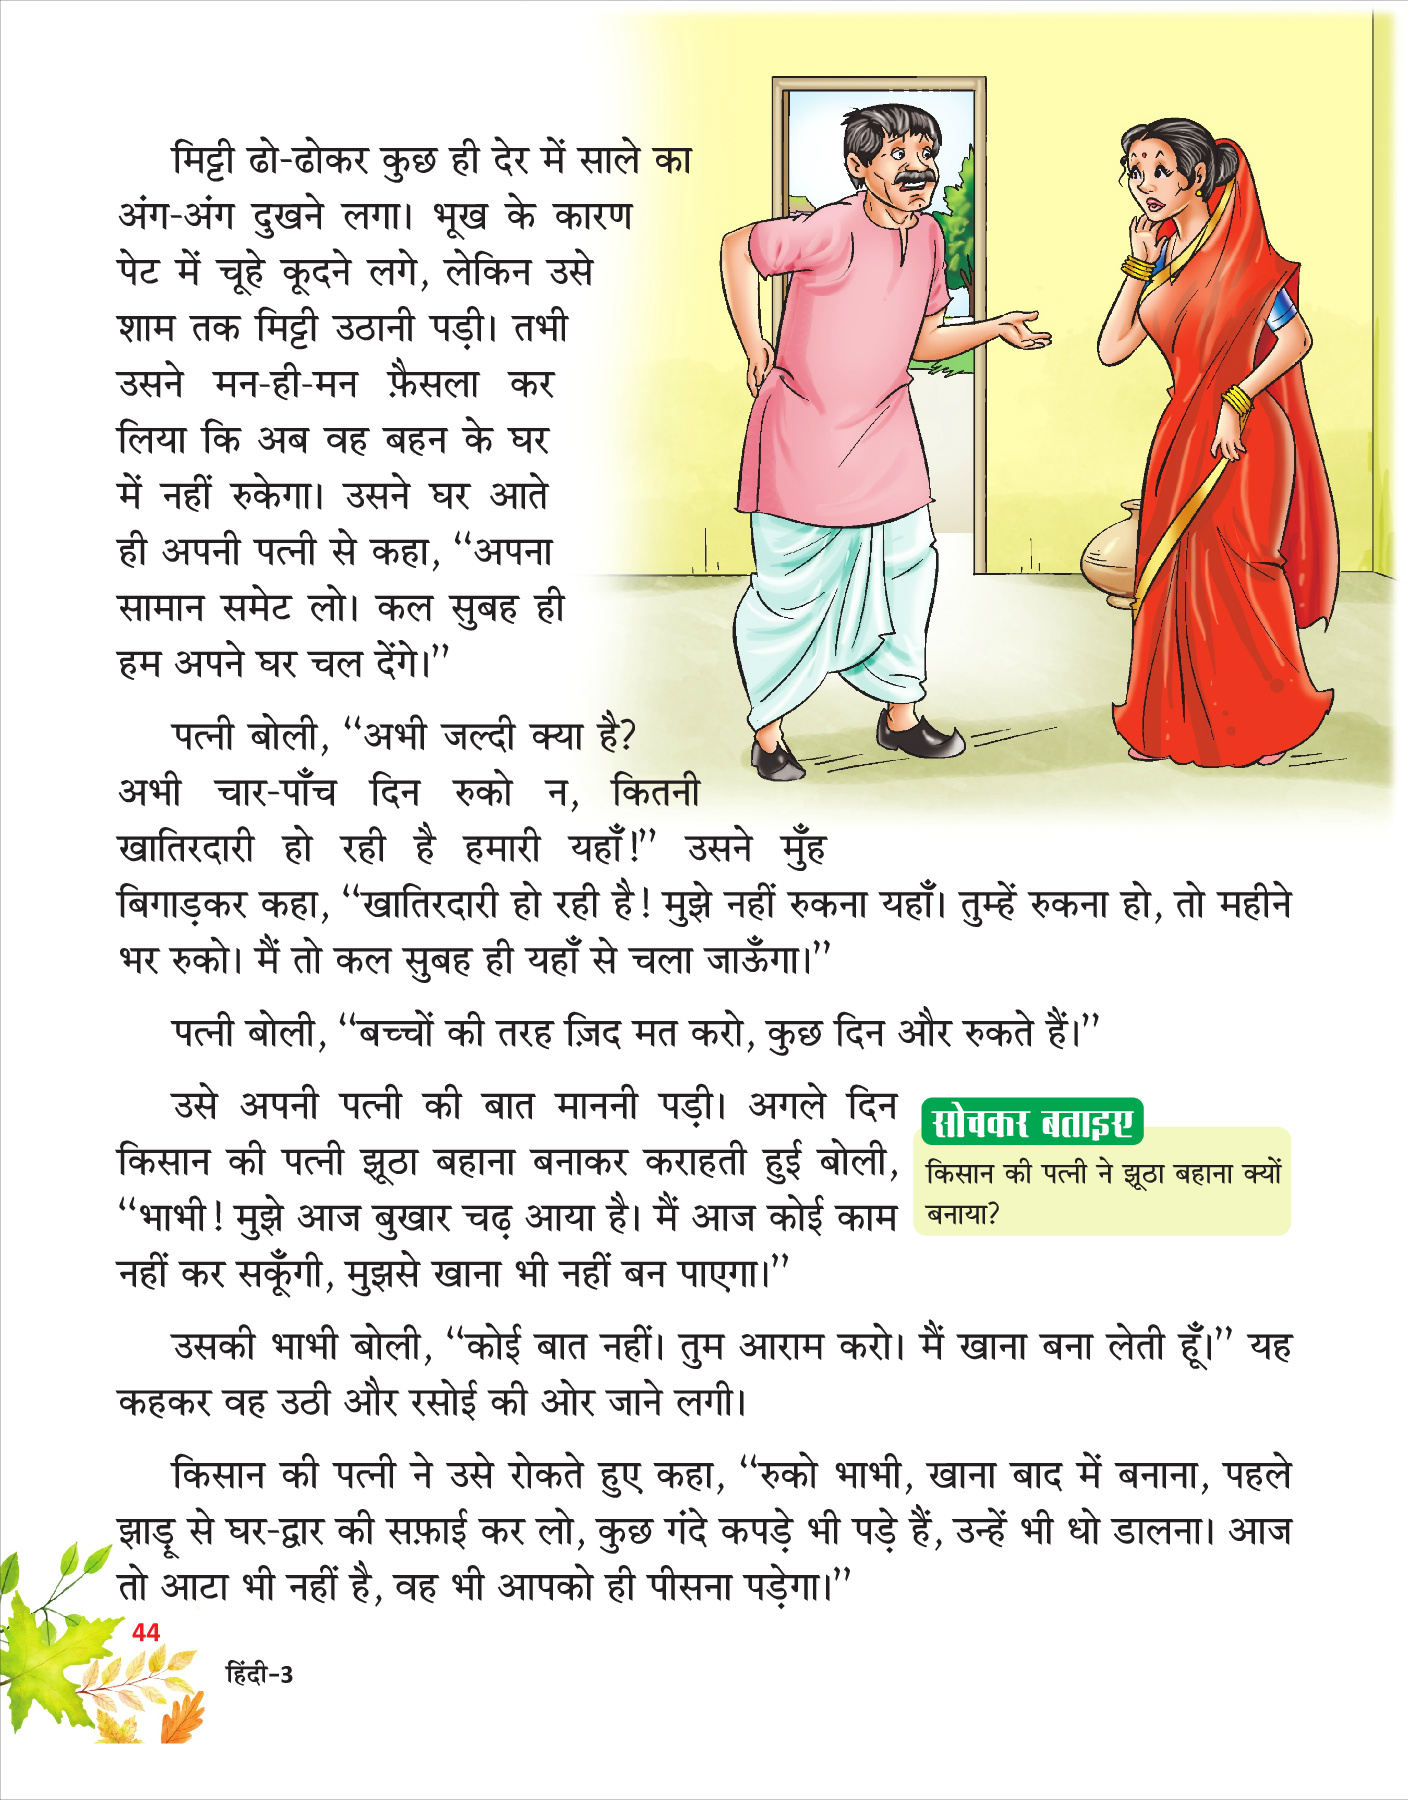 मिट्टी ढो-ढोकर कुछ ही देर में साले का
अंग-अंग दुखने लगा। भूख के कारण
पेट में चूहे कूदने लगे, लेकिन उसे
शाम तक मिट्टी उठानी पड़ी। तभी
उसने मन-ही-मन फ़ैसला कर
लिया कि अब वह बहन के घर
में नहीं रुकेगा। उसने घर आते
ही अपनी पत्नी से कहा, “अपना
सामान समेट लो। कल सुबह ही
हम अपने घर चल देंगे।”
पत्नी बोली, “अभी जल्दी क्या है?
अभी चार-पाँच दिन रुको न, कितनी
खातिरदारी हो रही है हमारी यहाँ!” उसने मुँह
बिगाड़कर कहा, “खातिरदारी हो रही है! मुझे नहीं रुकना यहाँ। तुम्हें रुकना हो, तो महीने
भर रुको। मैं तो कल सुबह ही यहाँ से चला जाऊँगा।”
पत्नी बोली, “बच्चों की तरह ज़िद मत करो, कुछ दिन और रुकते हैं।”
उसे अपनी पत्नी की बात माननी पड़ी। अगले दिन
किसान की पत्नी झूठा बहाना बनाकर कराहती हुई बोली,
“भाभी! मुझे आज बुखार चढ़ आया है। मैं आज कोई काम
नहीं कर सकूँगी, मुझसे खाना भी नहीं बन पाएगा।”
सोचकर बताइए
किसान की पत्नी ने झूठा बहाना क्यों
बनाया?
उसकी भाभी बोली, “कोई बात नहीं। तुम आराम करो। मैं खाना बना लेती हूँ।” यह
कहकर वह उठी और रसोई की ओर जाने लगी।
किसान की पत्नी ने उसे रोकते हुए कहा, “रुको भाभी, खाना बाद में बनाना, पहले
झाड़ू से घर-द्वार की सफ़ाई कर लो, कुछ गंदे कपड़े भी पड़े हैं, उन्हें भी धो डालना। आज
तो आटा भी नहीं है, वह भी आपको ही पीसना पड़ेगा।”
44
हिंदी-3